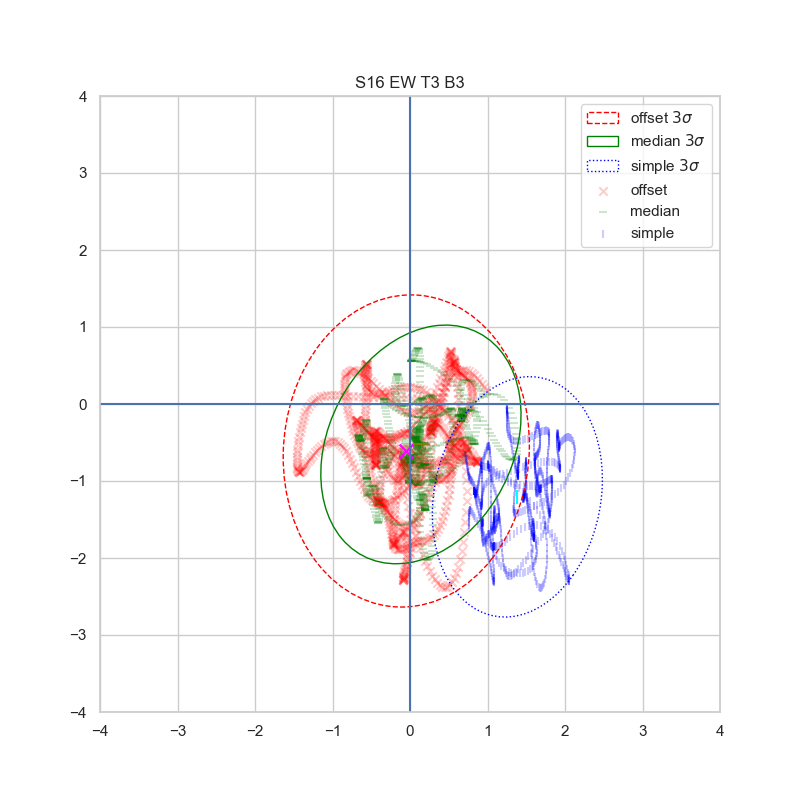 S16 EW T3 B3
offset 3σ
median 3σ
simple 3σ
offset
median
simple
4
3
2
1
0
−1
−2
−3
−4
−4 −3 −2 −1 0 1 2 3 4